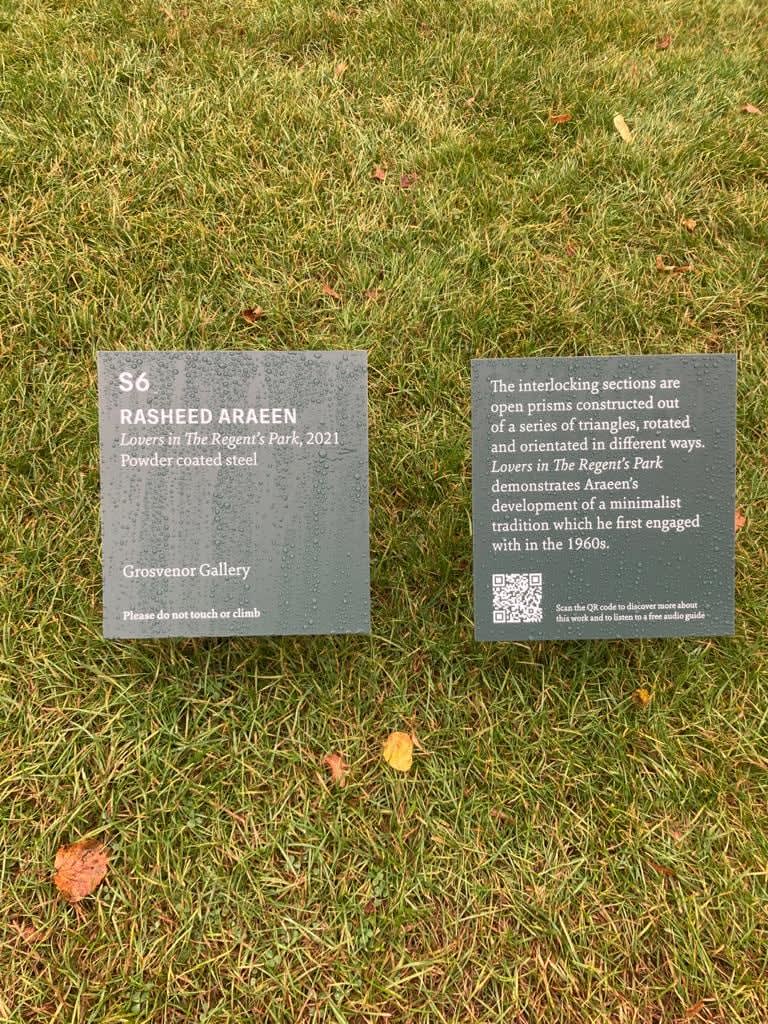 S6
RASHEED ARAEEN
Lovers in The Regent's Park, 2021
Powder coated steel
Grosvenor Gallery
Please do not touch or climb
The interlocking sections are
open prisms constructed out
of a series of triangles, rotated
and orientated in different ways.
Lovers in The Regent's Park
demonstrates Araeen's
development of a minimalist
tradition which he first engaged
with in the 1960s.
Scan the QR code to discover more about
this work and to listen to a free audio guide